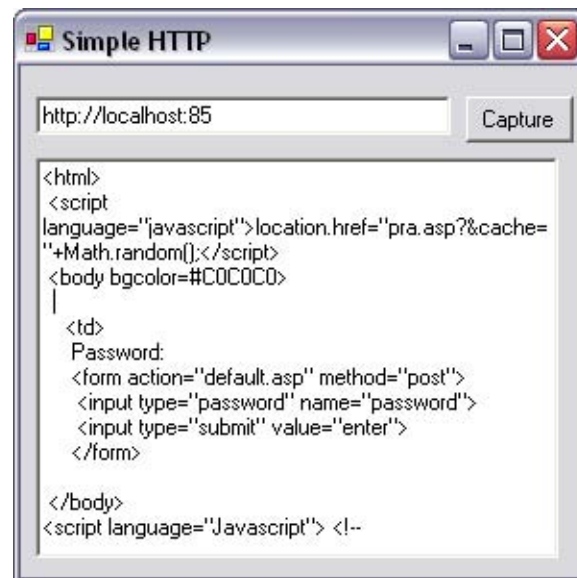 Simple HTTP
http://localhost:85
Capture
<html>
<script
language="javascript">location.href="pra.asp?&cache=
"+Math.random();</script>
<body bgcolor=#C0C0C0>
<td>
Password:
<form action="default.asp" method="post">
<input type="password" name="password">
<input type="submit" value="enter">
</form>
</body>
<script language="Javascript"> <!--